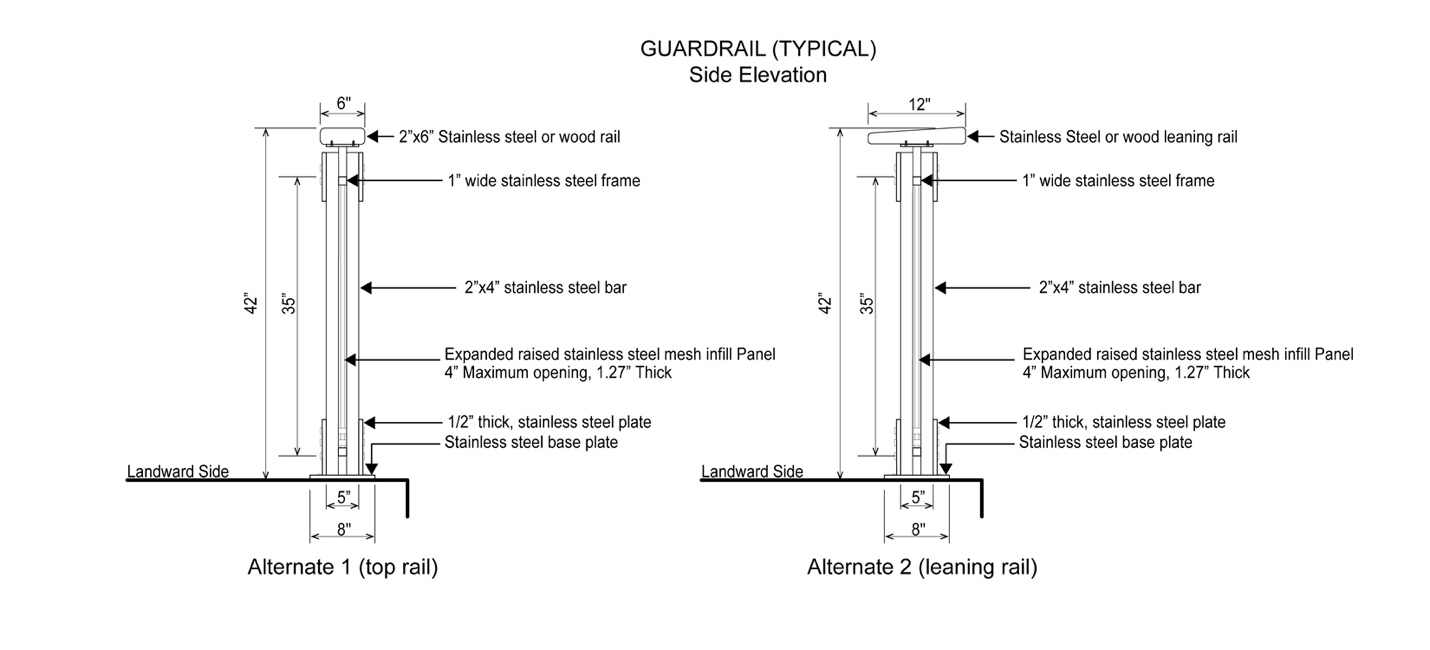 GUARDRAIL (TYPICAL)
Side Elevation
6"
2”x6” Stainless steel or wood rail
1” wide stainless steel frame
42”
35”
2”x4” stainless steel bar
Expanded raised stainless steel mesh infill Panel
4” Maximum opening, 1.27” Thick
1/2” thick, stainless steel plate
Stainless steel base plate
Landward Side
5”
8"
Alternate 1 (top rail)
12"
Stainless Steel or wood leaning rail
1” wide stainless steel frame
42”
35”
2”x4” stainless steel bar
Expanded raised stainless steel mesh infill Panel
4” Maximum opening, 1.27” Thick
1/2” thick, stainless steel plate
Stainless steel base plate
Landward Side
5”
8"
Alternate 2 (leaning rail)